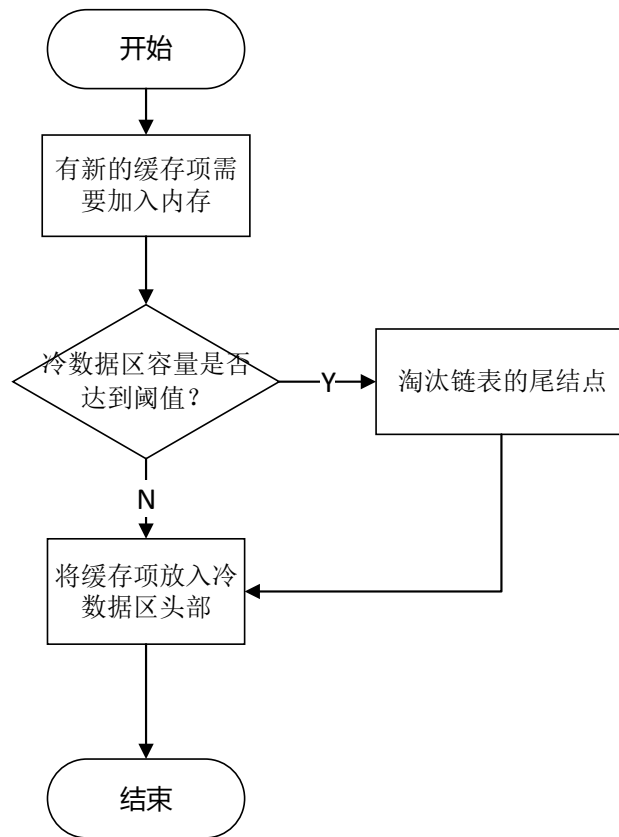 开始
有新的缓存项需
要加入内存
冷数据区容量是否
达到阈值？
Y
淘汰链表的尾结点
N
将缓存项放入冷
数据区头部
结束